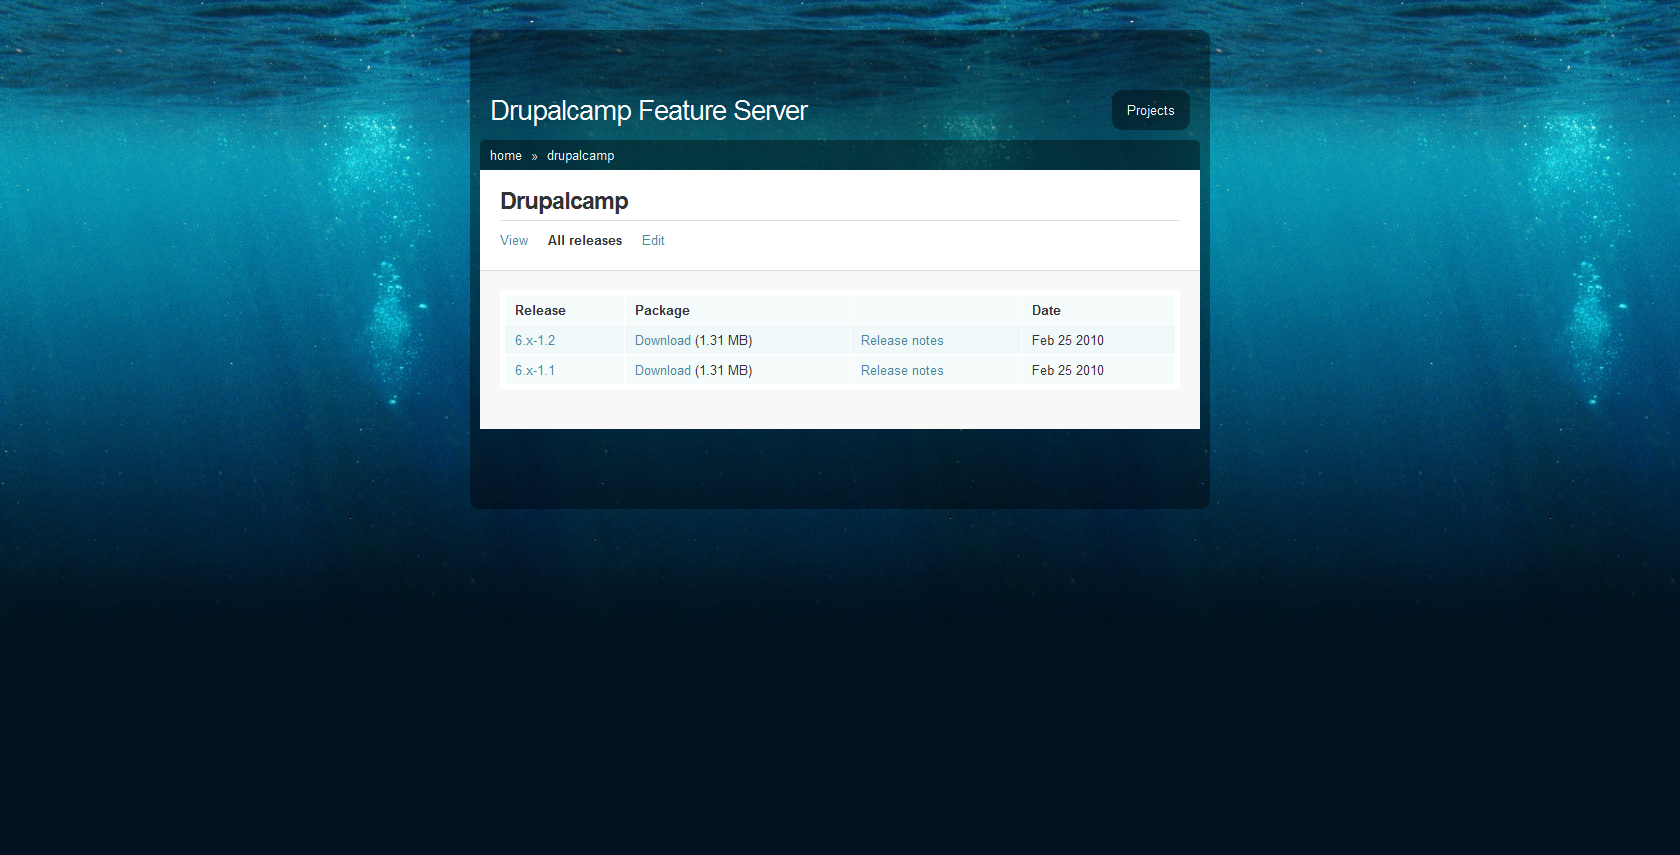 Drupalcamp Feature Server
Projects
home » drupalcamp
Drupalcamp
View All releases Edit
Release Package Date
6.x-1.2 Download (1.31 MB) Release notes Feb 25 2010
6.x-1.1 Download (1.31 MB) Release notes Feb 25 2010